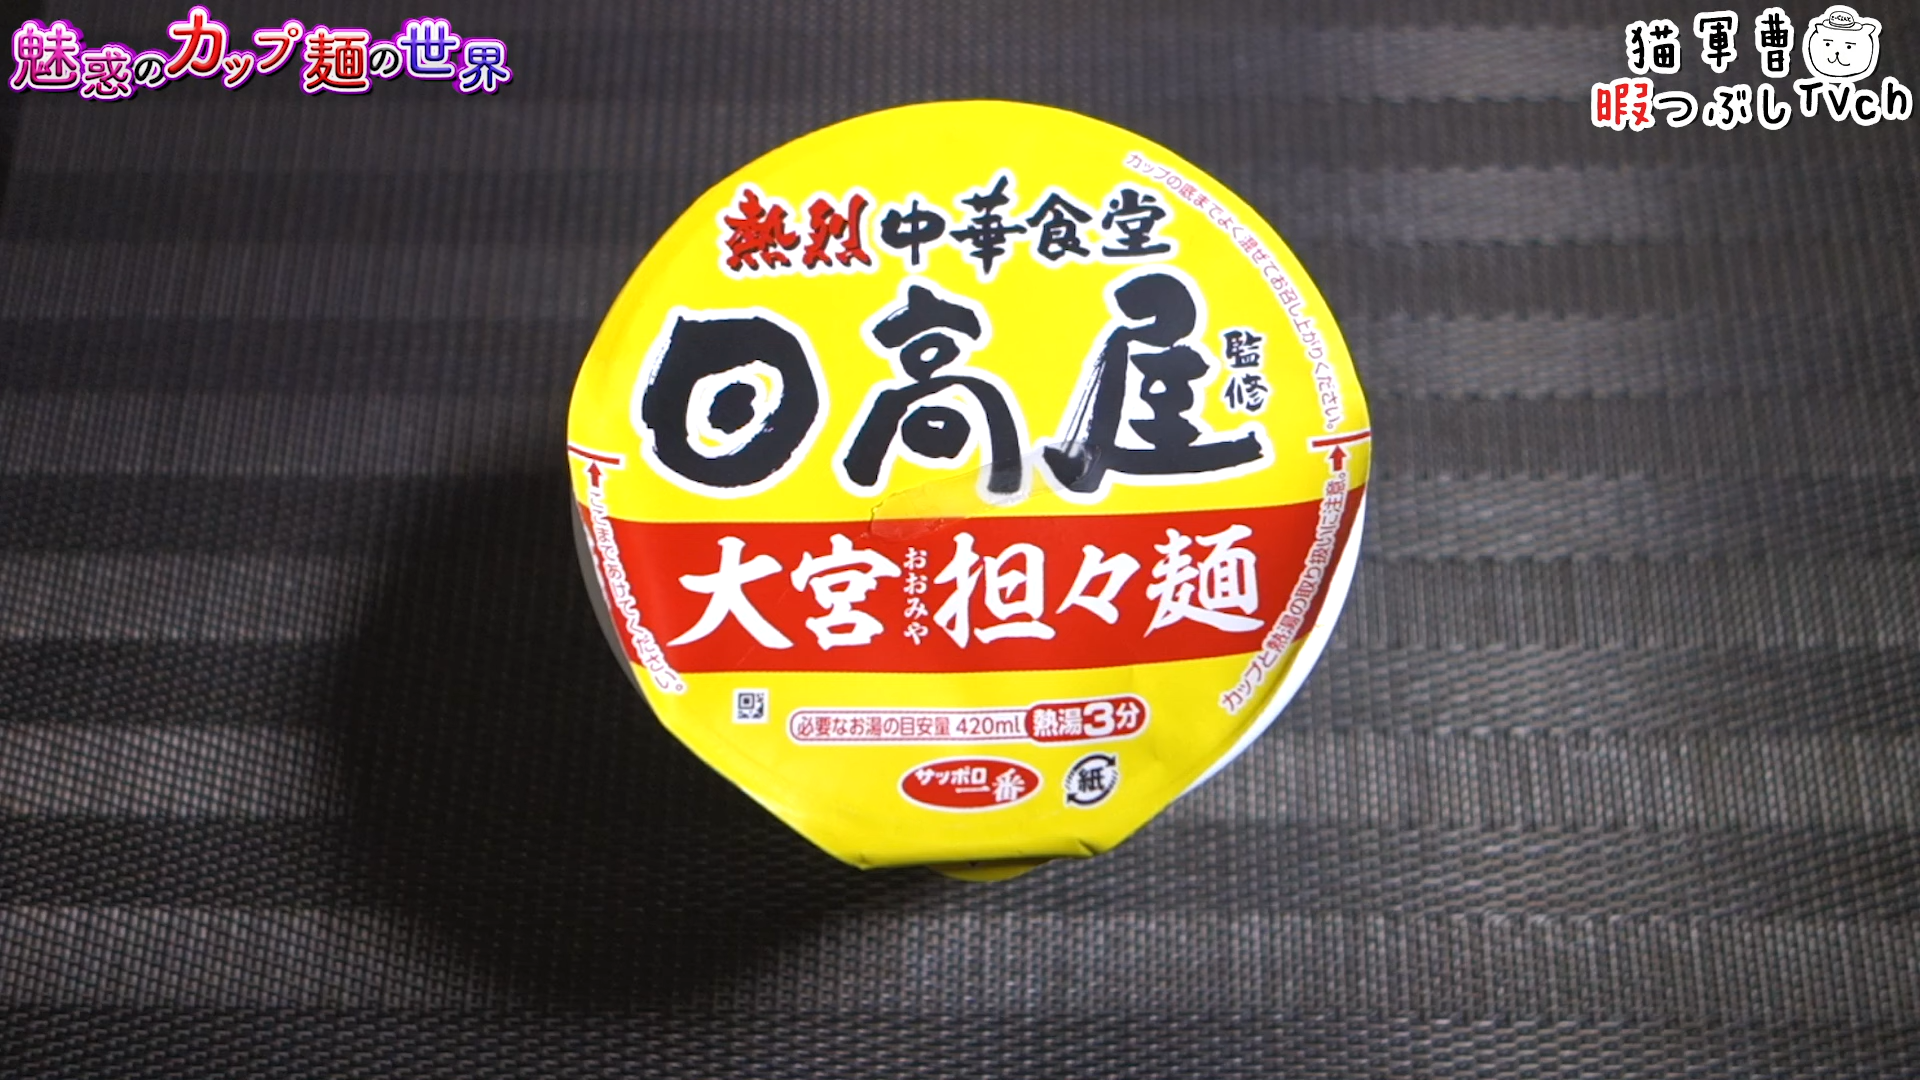 魅惑のカップ麺の世界
猫軍曹
暇つぶしTVch
熱烈中華食堂
日高屋
監修
大宮担々麺
おおみや
カップの底までよく混ぜてお召し上がりください。
ここまであけてください。
カップと熱湯の取り扱いに注意。
必要なお湯の目安量 420ml 熱湯3分
サッポロ一番
紙